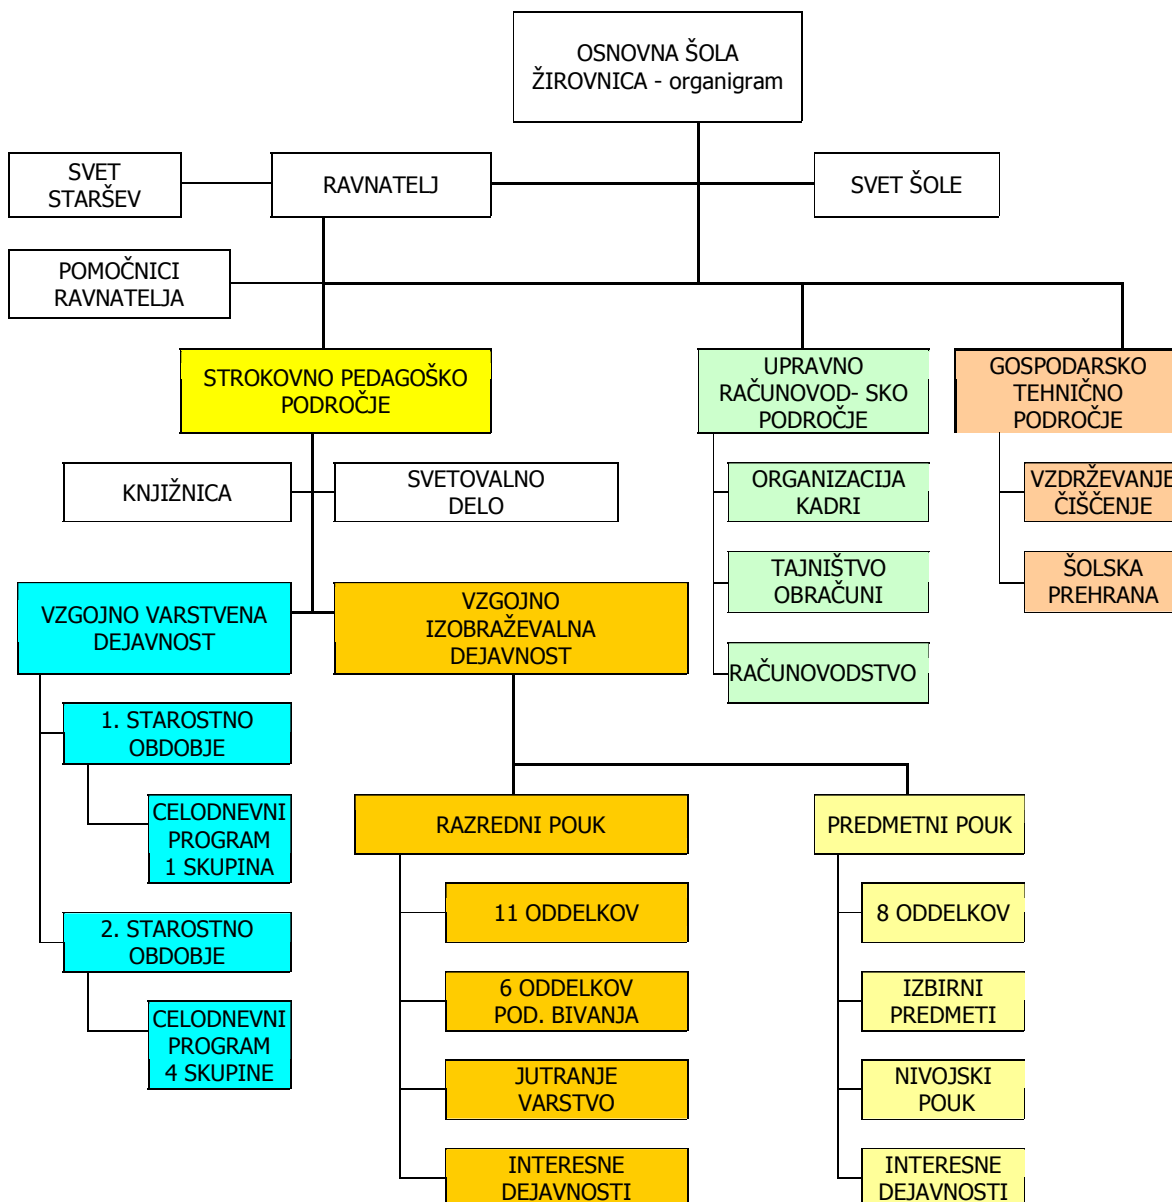 OSNOVNA ŠOLA
ŽIROVNICA - organigram
SVET
STARŠEV
RAVNATELJ
SVET ŠOLE
POMOČNICI
RAVNATELJA
STROKOVNO PEDAGOŠKO
PODROČJE
UPRAVNO
RAČUNOVOD- SKO
PODROČJE
GOSPODARSKO
TEHNIČNO
PODROČJE
KNJIŽNICA
SVETOVALNO
DELO
ORGANIZACIJA
KADRI
VZDRŽEVANJE
ČIŠČENJE
TAJNIŠTVO
OBRAČUNI
ŠOLSKA
PREHRANA
RAČUNOVODSTVO
VZGOJNO VARSTVENA
DEJAVNOST
VZGOJNO
IZOBRAŽEVALNA
DEJAVNOST
1. STAROSTNO
OBDOBJE
CELODNEVNI
PROGRAM
1 SKUPINA
2. STAROSTNO
OBDOBJE
CELODNEVNI
PROGRAM
4 SKUPINE
RAZREDNI POUK
11 ODDELKOV
6 ODDELKOV
POD. BIVANJA
JUTRANJE
VARSTVO
INTERESNE
DEJAVNOSTI
PREDMETNI POUK
8 ODDELKOV
IZBIRNI
PREDMETI
NIVOJSKI
POUK
INTERESNE
DEJAVNOSTI